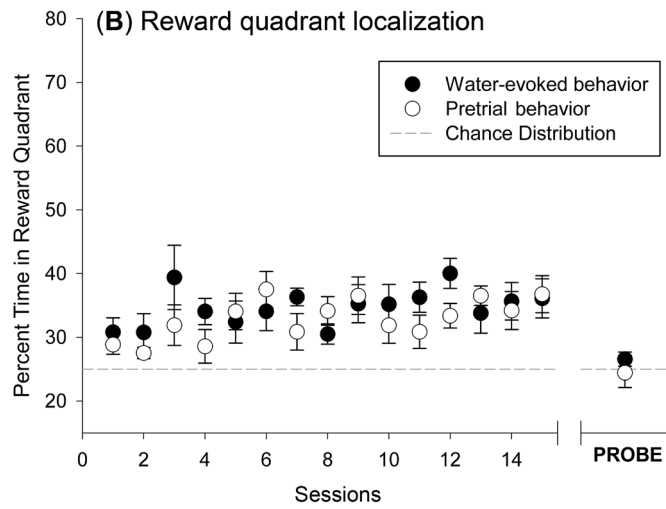 (B) Reward quadrant localization
80
70
60
50
40
30
20
Percent Time in Reward Quadrant
Water-evoked behavior
Pretrial behavior
Chance Distribution
0 2 4 6 8 10 12 14
PROBE
Sessions